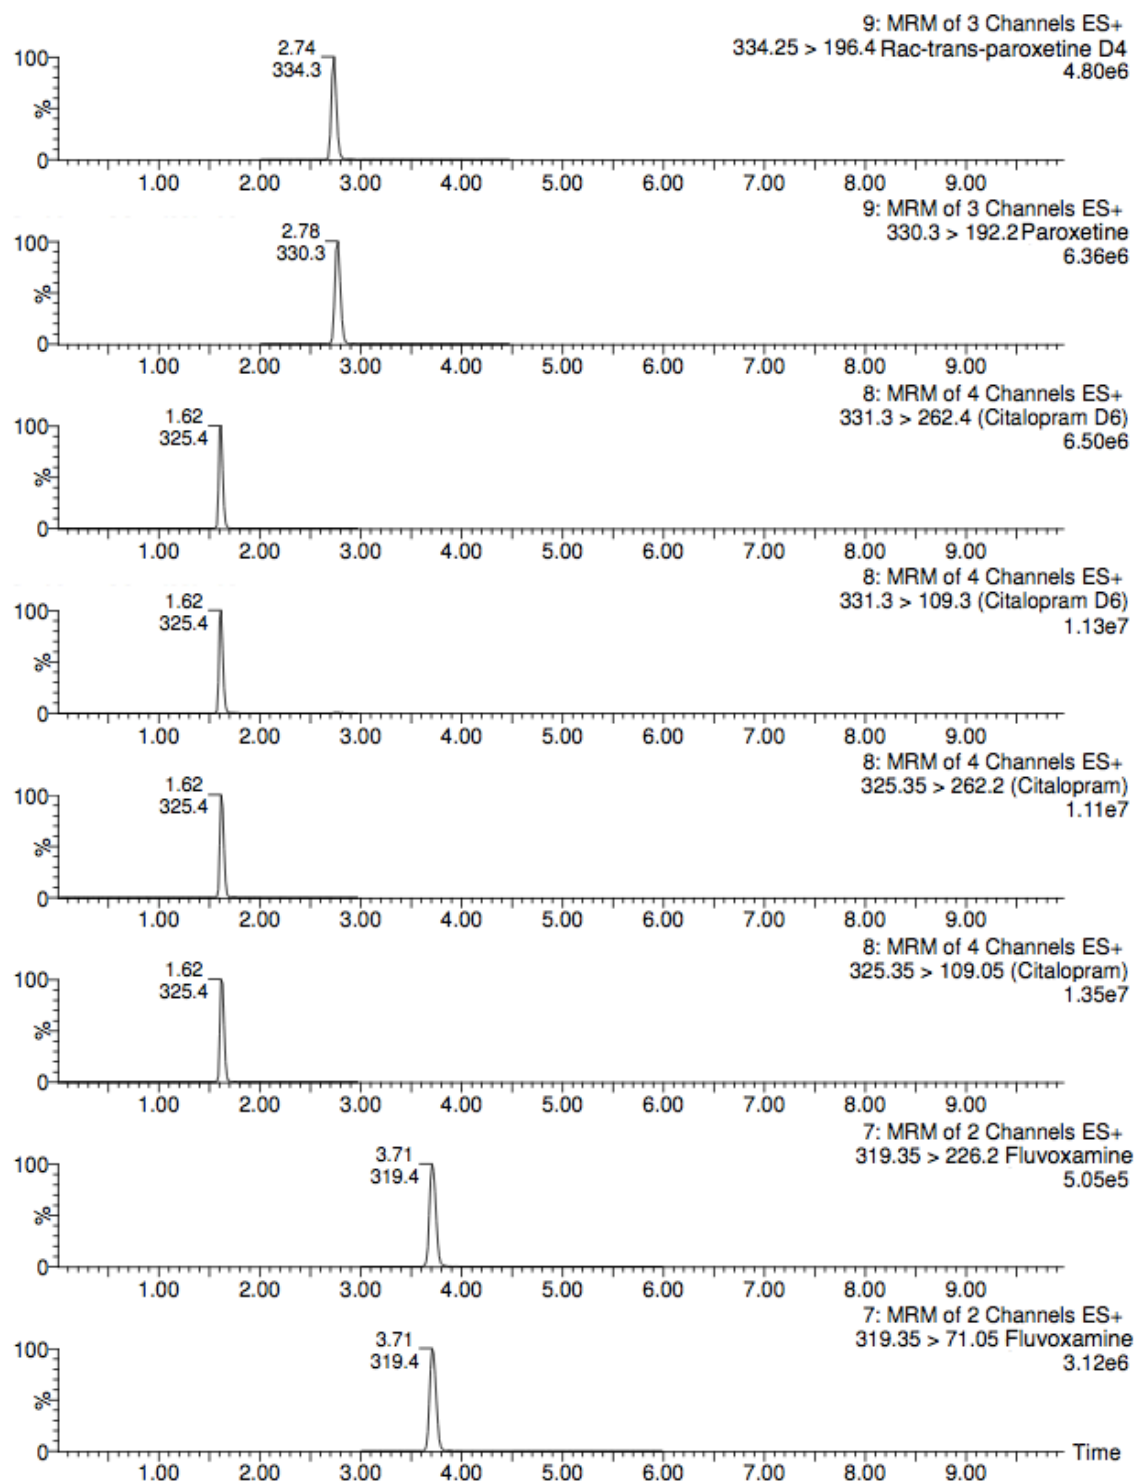 9: MRM of 3 Channels ES+
334.25 > 196.4 Rac-trans-paroxetine D4
4.80e6
2.74
334.3
100
%
0
1.00 2.00 3.00 4.00 5.00 6.00 7.00 8.00 9.00
9: MRM of 3 Channels ES+
330.3 > 192.2 Paroxetine
6.36e6
2.78
330.3
100
%
0
1.00 2.00 3.00 4.00 5.00 6.00 7.00 8.00 9.00
8: MRM of 4 Channels ES+
331.3 > 262.4 (Citalopram D6)
6.50e6
1.62
325.4
100
%
0
1.00 2.00 3.00 4.00 5.00 6.00 7.00 8.00 9.00
8: MRM of 4 Channels ES+
331.3 > 109.3 (Citalopram D6)
1.13e7
1.62
325.4
100
%
0
1.00 2.00 3.00 4.00 5.00 6.00 7.00 8.00 9.00
8: MRM of 4 Channels ES+
325.35 > 262.2 (Citalopram)
1.11e7
1.62
325.4
100
%
0
1.00 2.00 3.00 4.00 5.00 6.00 7.00 8.00 9.00
8: MRM of 4 Channels ES+
325.35 > 109.05 (Citalopram)
1.35e7
1.62
325.4
100
%
0
1.00 2.00 3.00 4.00 5.00 6.00 7.00 8.00 9.00
7: MRM of 2 Channels ES+
319.35 > 226.2 Fluvoxamine
5.05e5
3.71
319.4
100
%
0
1.00 2.00 3.00 4.00 5.00 6.00 7.00 8.00 9.00
7: MRM of 2 Channels ES+
319.35 > 71.05 Fluvoxamine
3.12e6
3.71
319.4
100
%
0
Time
1.00 2.00 3.00 4.00 5.00 6.00 7.00 8.00 9.00